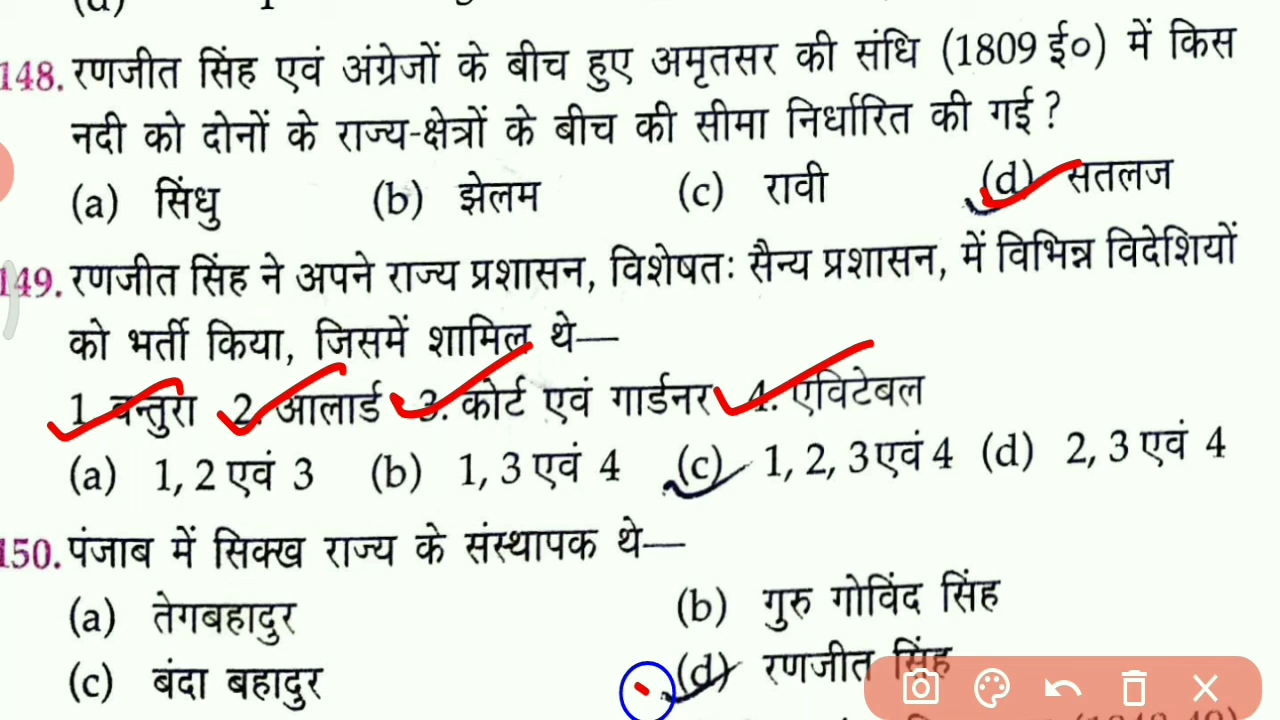 148. रणजीत सिंह एवं अंग्रेजों के बीच हुए अमृतसर की संधि (1809 ई०) में किस
नदी को दोनों के राज्य-क्षेत्रों के बीच की सीमा निर्धारित की गई ?
(a) सिंधु (b) झेलम (c) रावी (d) सतलज
149. रणजीत सिंह ने अपने राज्य प्रशासन, विशेषतः सैन्य प्रशासन, में विभिन्न विदेशियों
को भर्ती किया, जिसमें शामिल थे—
1. वन्तुरा 2. आलार्ड 3. कोर्ट एवं गार्डनर 4. एविटेबल
(a) 1, 2 एवं 3 (b) 1, 3 एवं 4 (c) 1, 2, 3 एवं 4 (d) 2, 3 एवं 4
150. पंजाब में सिक्ख राज्य के संस्थापक थे—
(a) तेगबहादुर (b) गुरु गोविंद सिंह
(c) बंदा बहादुर (d) रणजीत सिंह